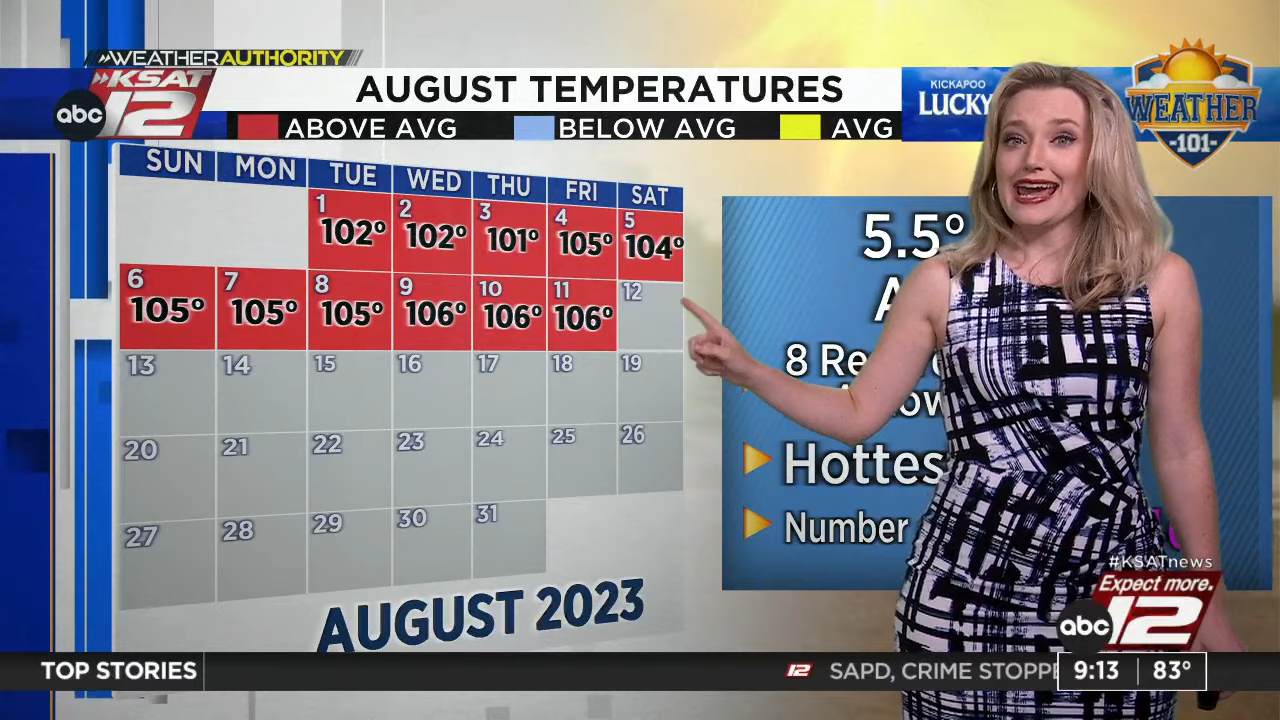 WEATHERAUTHORITY
KSAT
abc 12
AUGUST TEMPERATURES
ABOVE AVG
BELOW AVG
AVG
KICKAPOO
LUCKY
WEATHER
-101-
SUN MON TUE WED THU FRI SAT
1 2 3 4 5
102° 102° 101° 105° 104°
6 7 8 9 10 11 12
105° 105° 105° 106° 106° 106°
13 14 15 16 17 18 19
20 21 22 23 24 25 26
27 28 29 30 31
AUGUST 2023
5.5°
8
Hottes
Number
#KSATnews
Expect more.
abc 12
TOP STORIES
12 SAPD, CRIME STOPPE
9:13 83°